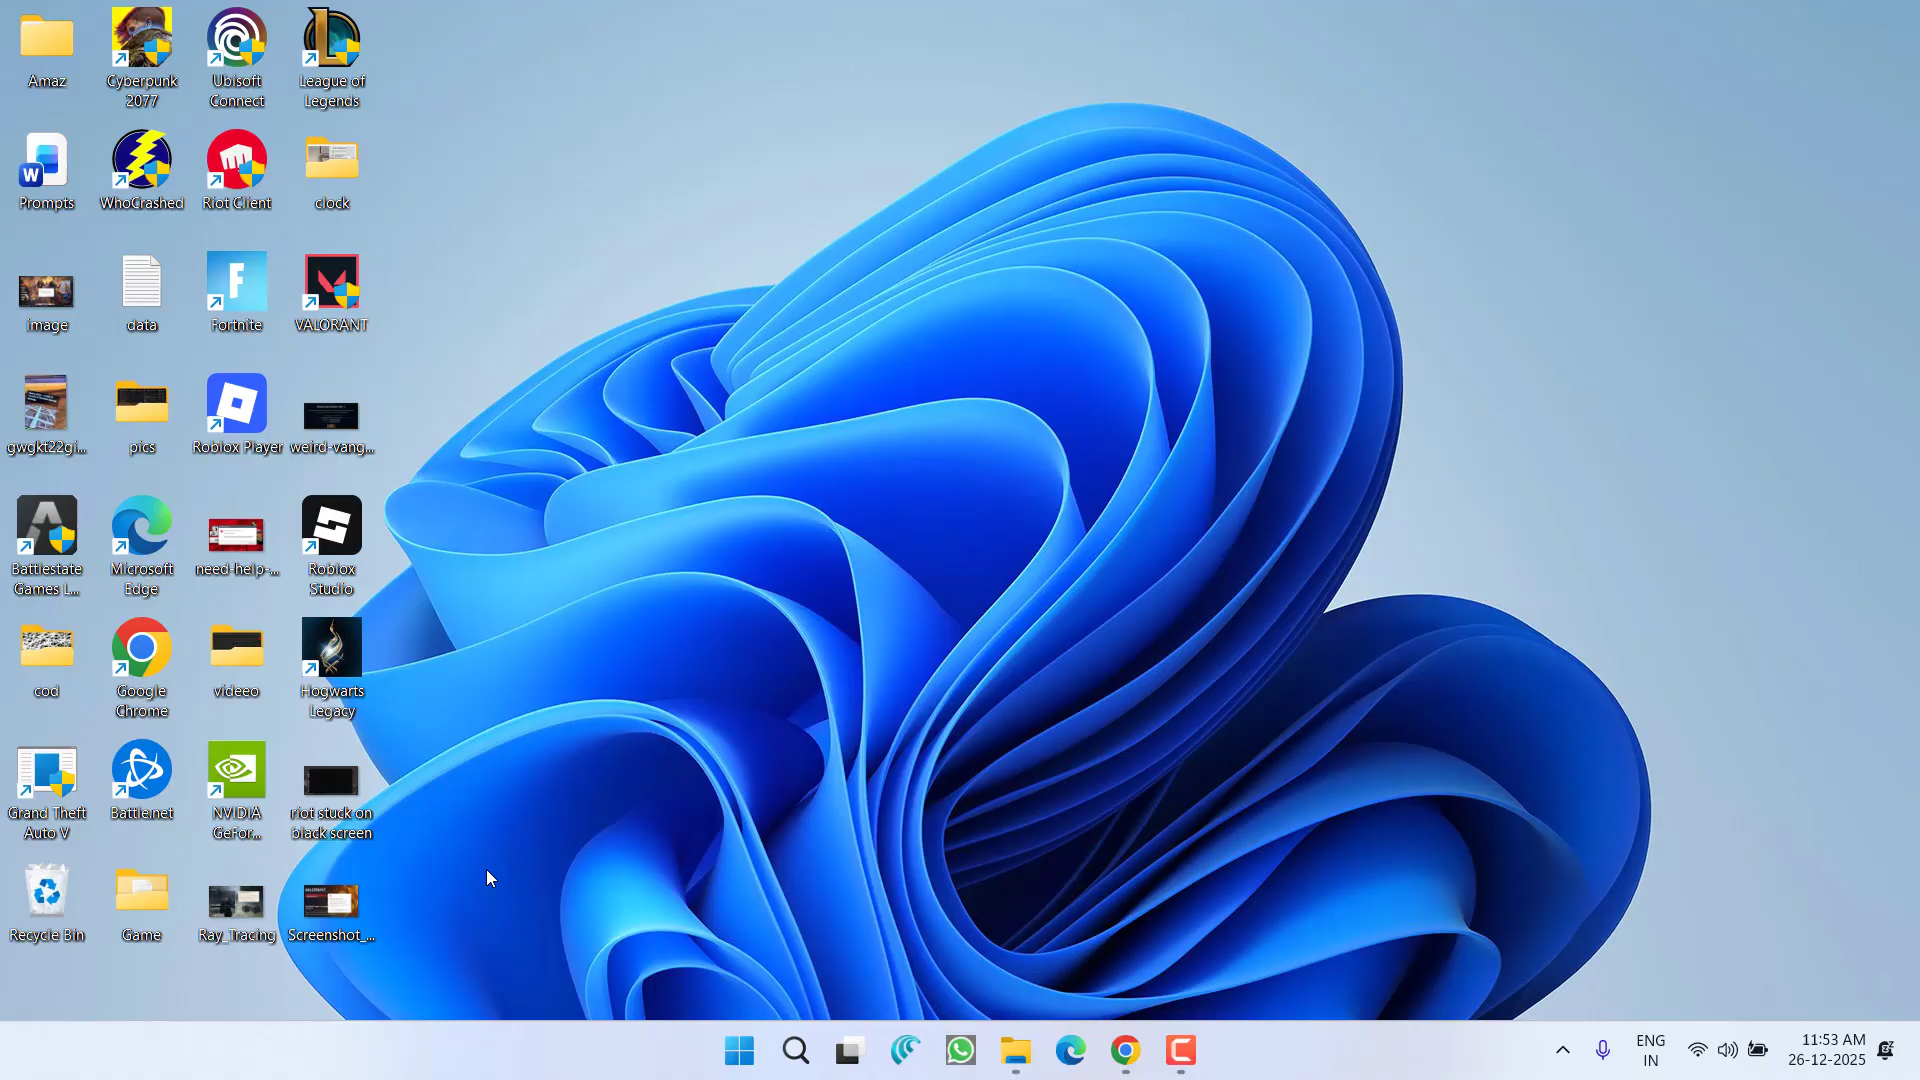 Amaz
Cyberpunk
2077
Ubisoft
Connect
League of
Legends
Prompts
WhoCrashed
Riot Client
clock
image
data
Fortnite
VALORANT
gwgkt22gi...
pics
Roblox Player
weird-vang...
Battlestate
Games L...
Microsoft
Edge
need-help-...
Roblox
Studio
cod
Google
Chrome
videeo
Hogwarts
Legacy
Grand Theft
Auto V
Battle.net
NVIDIA
GeFor...
riot stuck on
black screen
Recycle Bin
Game
Ray_Tracing
Screenshot_...
ENG
IN
11:53 AM
26-12-2025